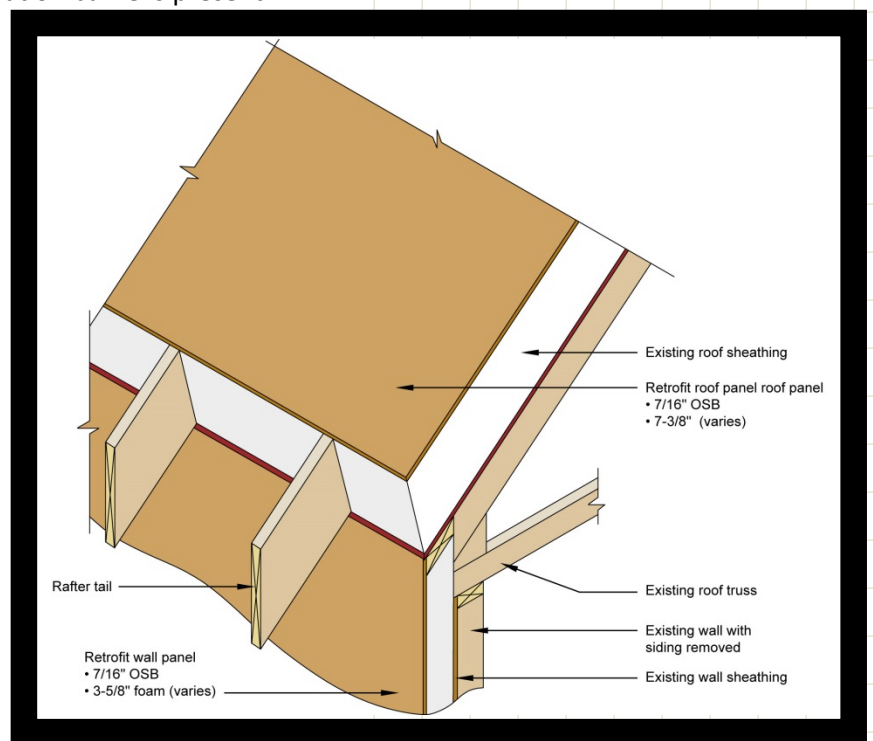 Existing roof sheathing
Retrofit roof panel roof panel
• 7/16" OSB
• 7-3/8" (varies)
Rafter tail
Existing roof truss
Existing wall with
siding removed
Existing wall sheathing
Retrofit wall panel
• 7/16" OSB
• 3-5/8" foam (varies)